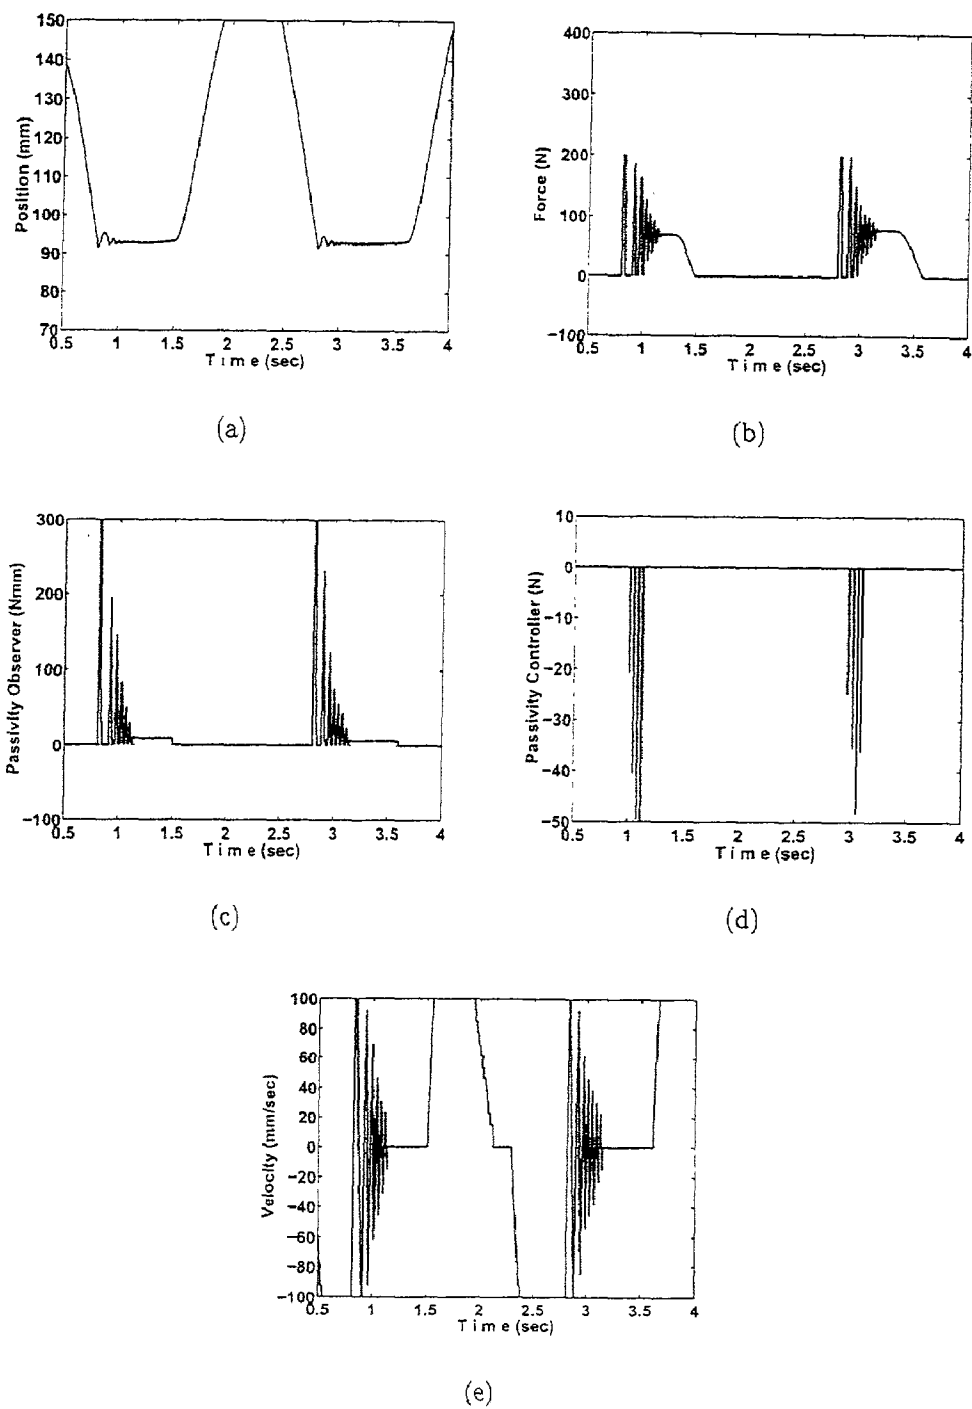 150
140
130
120
110
100
90
80
70
Position (mm)
0.5 1 1.5 2 2.5 3 3.5 4
Time (sec)
(a)
400
300
200
100
0
−100
Force (N)
0.5 1 1.5 2 2.5 3 3.5 4
Time (sec)
(b)
300
200
100
0
−100
Passivity Observer (Nmm)
0.5 1 1.5 2 2.5 3 3.5 4
Time (sec)
(c)
10
0
−10
−20
−30
−40
−50
Passivity Controller (N)
0.5 1 1.5 2 2.5 3 3.5 4
Time (sec)
(d)
100
80
60
40
20
0
−20
−40
−60
−80
−100
Velocity (mm/sec)
0.5 1 1.5 2 2.5 3 3.5 4
Time (sec)
(e)